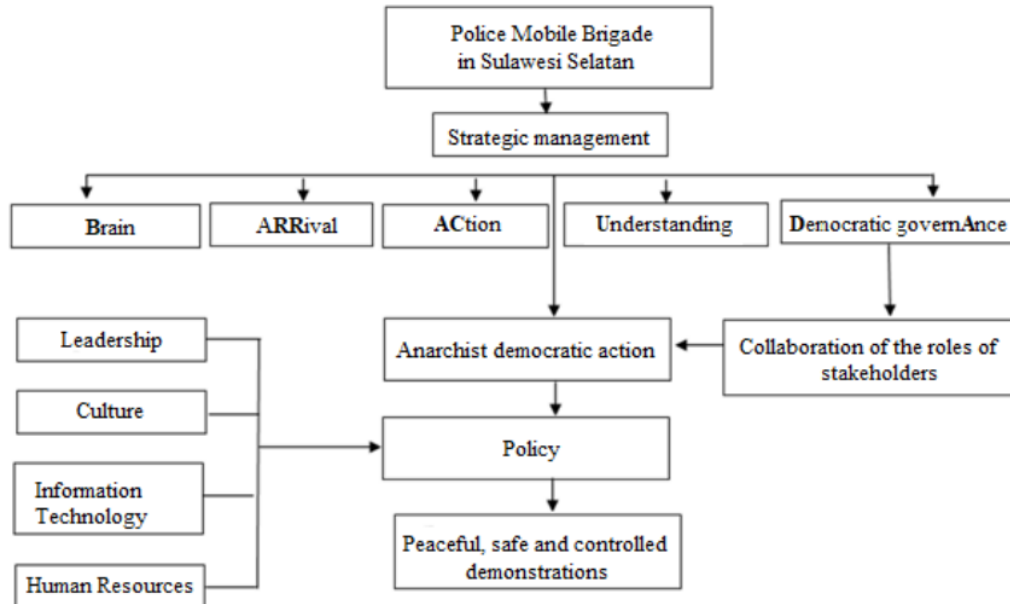 Police Mobile Brigade
in Sulawesi Selatan
Strategic management
Brain
ARRival
ACtion
Understanding
Democratic governAnce
Leadership
Anarchist democratic action
Collaboration of the roles of
stakeholders
Culture
Policy
Information
Technology
Peaceful, safe and controlled
demonstrations
Human Resources